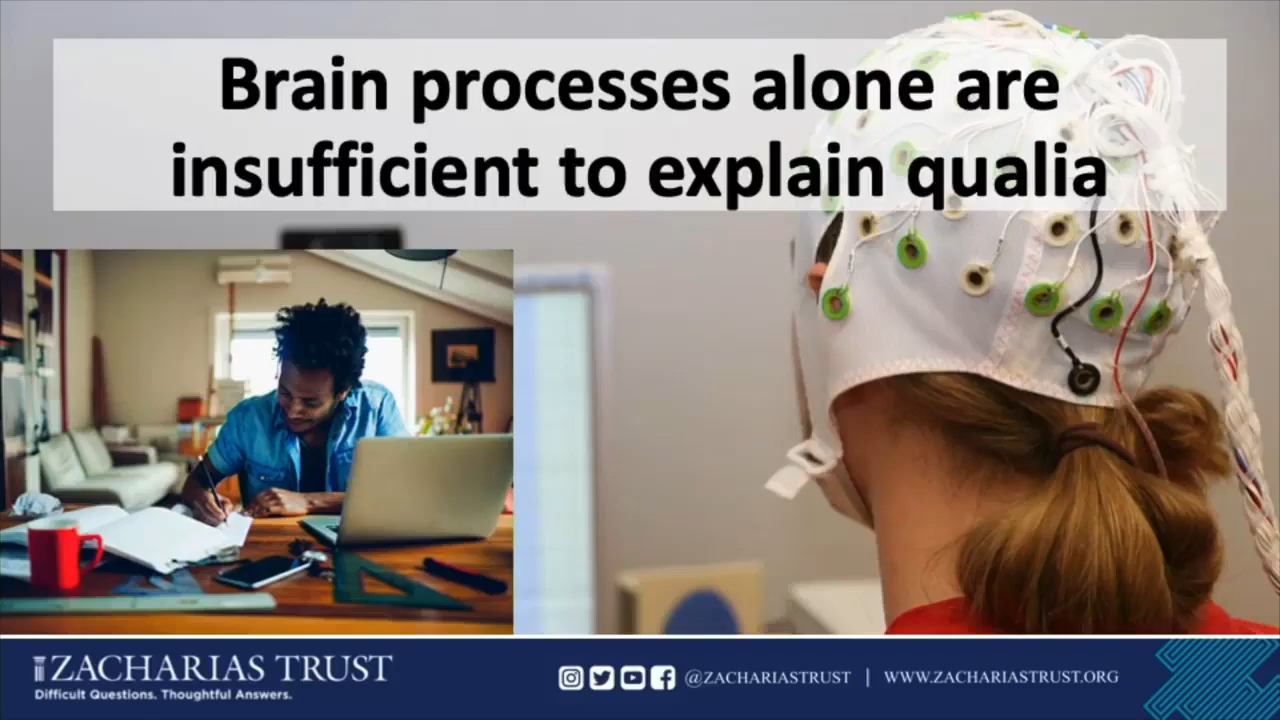 Brain processes alone are
insufficient to explain qualia
ZACHARIAS TRUST
Difficult Questions. Thoughtful Answers.
@ZACHARIASTRUST | WWW.ZACHARIASTRUST.ORG